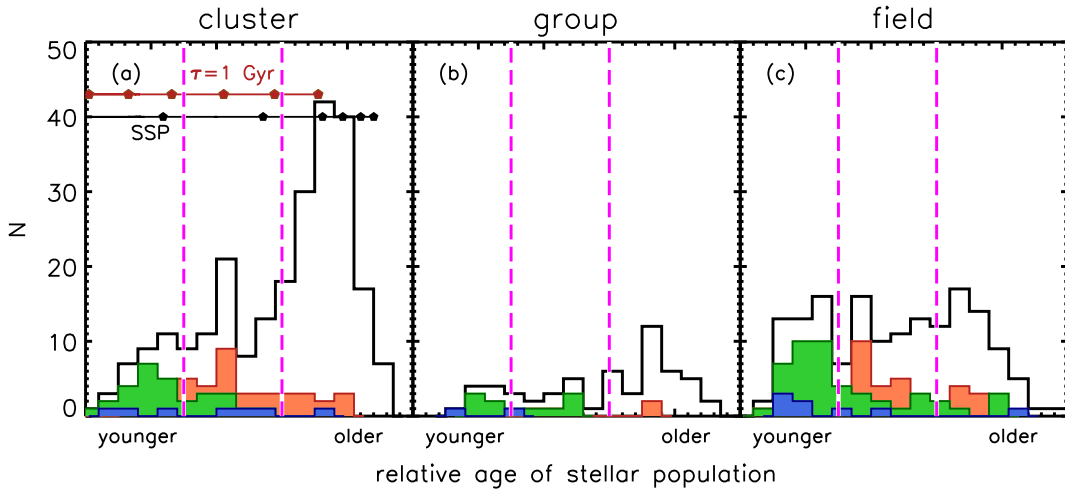 cluster group field
50
40
30
20
10
0
N
(a) τ=1 Gyr
SSP
(b)
(c)
younger older younger older younger older
relative age of stellar population